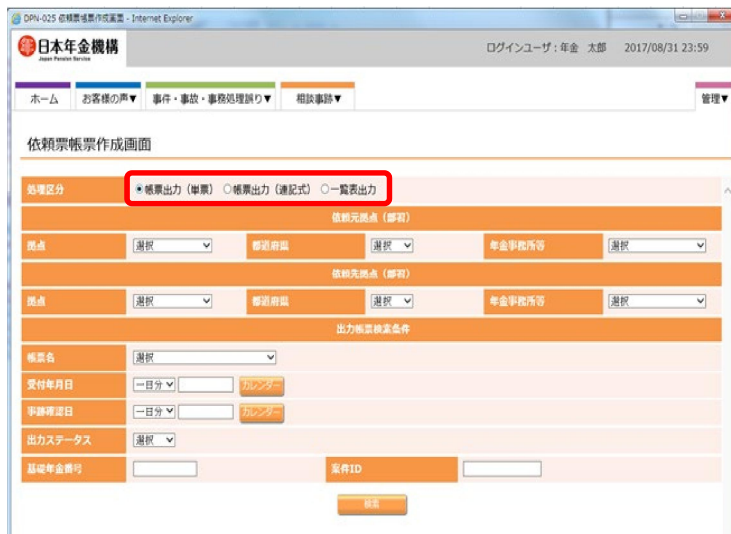 DPN-025 依頼票帳票作成画面 - Internet Explorer
日本年金機構
Japan Pension Service
ログインユーザ：年金 太郎 2017/08/31 23:59
ホーム お客様の声▼ 事件・事故・事務処理誤り▼ 相談事跡▼ 管理▼
依頼票帳票作成画面
処理区分 帳票出力（単票） 帳票出力（連記式） 一覧表出力
依頼元拠点（部署）
拠点 選択 都道府県 選択 年金事務所等 選択
依頼先拠点（部署）
拠点 選択 都道府県 選択 年金事務所等 選択
出力帳票検索条件
帳票名 選択
受付年月日 一日分 カレンダー
事跡確認日 一日分 カレンダー
出力ステータス 選択
基礎年金番号 案件ID
検索